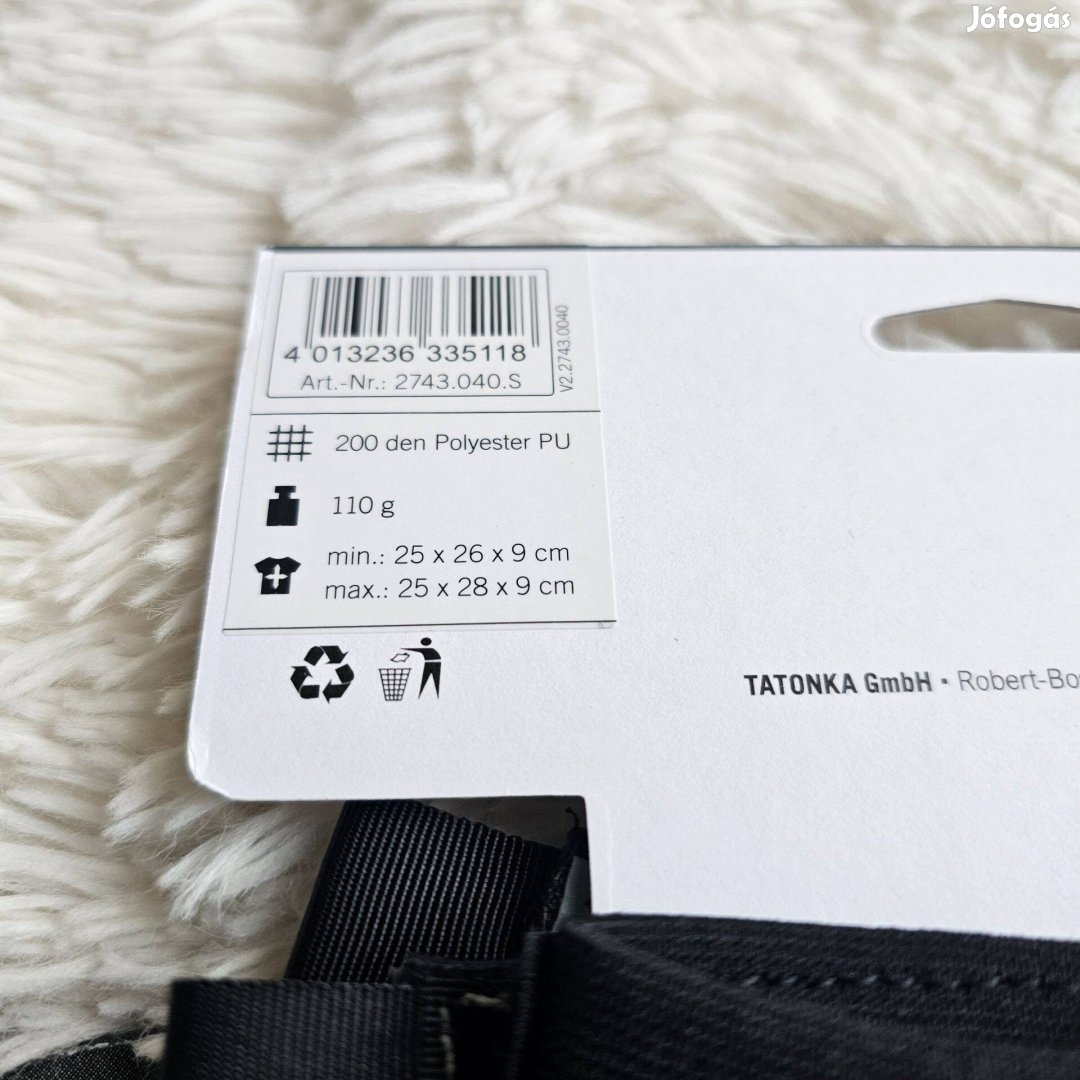 Jófogás
4 013236 335118
Art.-Nr.: 2743.040.S
V2.2743.0040
200 den Polyester PU
110 g
min.: 25 x 26 x 9 cm
max.: 25 x 28 x 9 cm
TATONKA GmbH · Robert-Bo